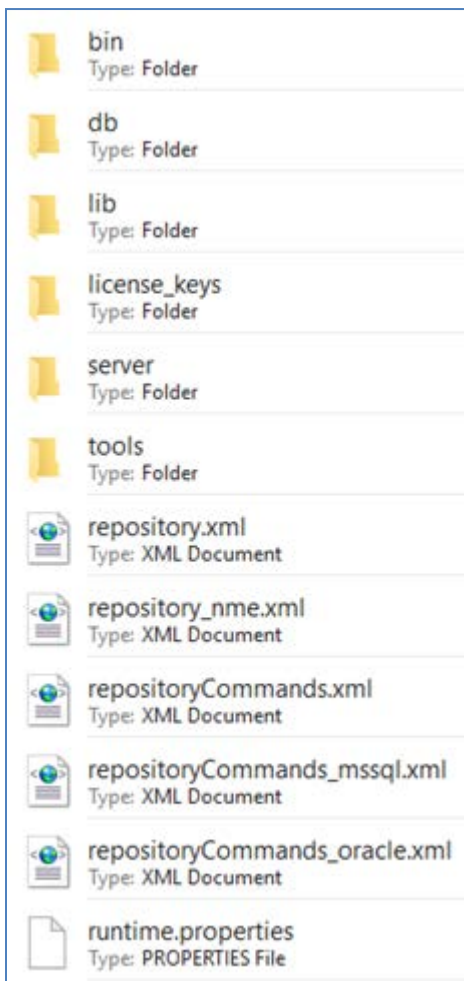 bin
Type: Folder
db
Type: Folder
lib
Type: Folder
license_keys
Type: Folder
server
Type: Folder
tools
Type: Folder
repository.xml
Type: XML Document
repository_nme.xml
Type: XML Document
repositoryCommands.xml
Type: XML Document
repositoryCommands_mssql.xml
Type: XML Document
repositoryCommands_oracle.xml
Type: XML Document
runtime.properties
Type: PROPERTIES File